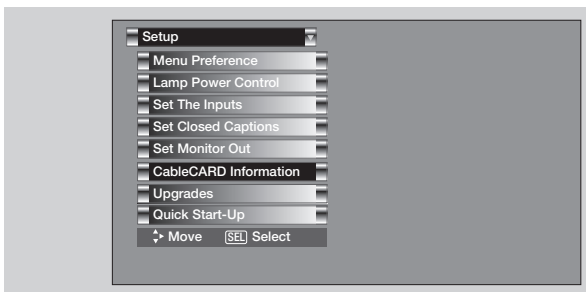 Setup
Menu Preference
Lamp Power Control
Set The Inputs
Set Closed Captions
Set Monitor Out
CableCARD Information
Upgrades
Quick Start-Up
Move SEL Select